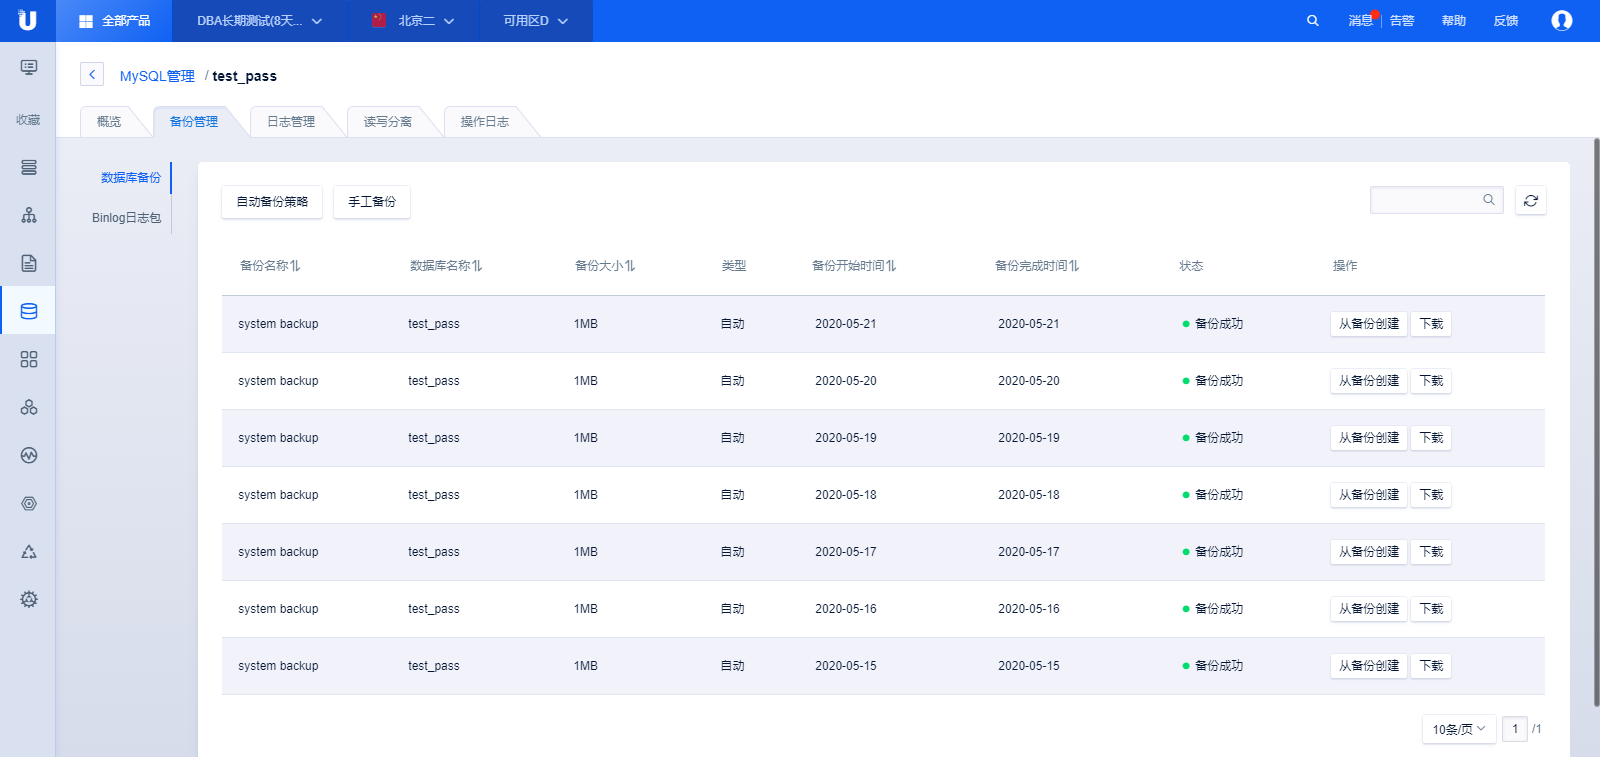 全部产品 DBA长期测试(8天... 北京二 可用区D 消息 告警 帮助 反馈
收藏
MySQL管理 / test_pass
概览 备份管理 日志管理 读写分离 操作日志
数据库备份
Binlog日志包
自动备份策略 手工备份
备份名称 数据库名称 备份大小 类型 备份开始时间 备份完成时间 状态 操作
system backup test_pass 1MB 自动 2020-05-21 2020-05-21 备份成功 从备份创建 下载
system backup test_pass 1MB 自动 2020-05-20 2020-05-20 备份成功 从备份创建 下载
system backup test_pass 1MB 自动 2020-05-19 2020-05-19 备份成功 从备份创建 下载
system backup test_pass 1MB 自动 2020-05-18 2020-05-18 备份成功 从备份创建 下载
system backup test_pass 1MB 自动 2020-05-17 2020-05-17 备份成功 从备份创建 下载
system backup test_pass 1MB 自动 2020-05-16 2020-05-16 备份成功 从备份创建 下载
system backup test_pass 1MB 自动 2020-05-15 2020-05-15 备份成功 从备份创建 下载
10条/页 1 /1